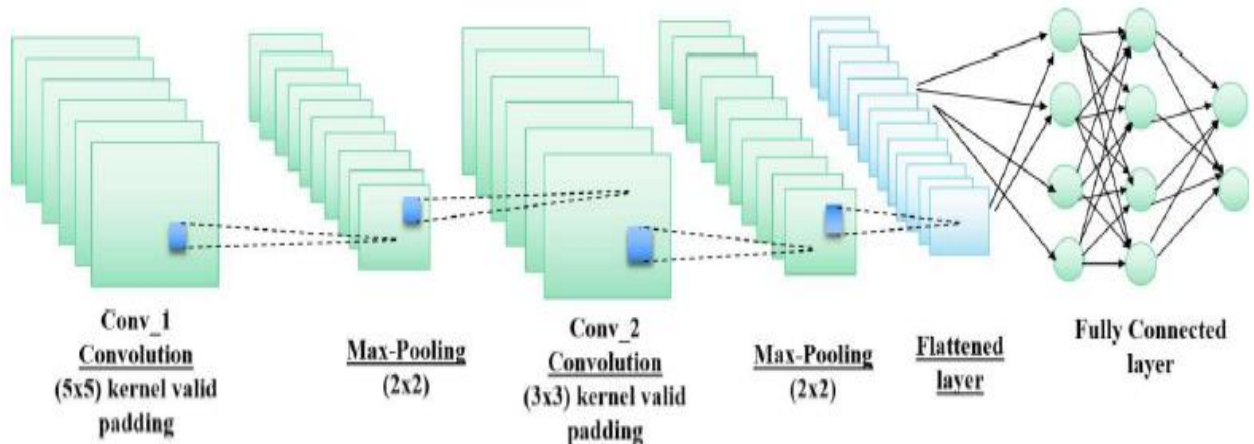 Conv_1
Convolution
(5x5) kernel valid
padding
Max-Pooling
(2x2)
Conv_2
Convolution
(3x3) kernel valid
padding
Max-Pooling
(2x2)
Flattened
layer
Fully Connected
layer